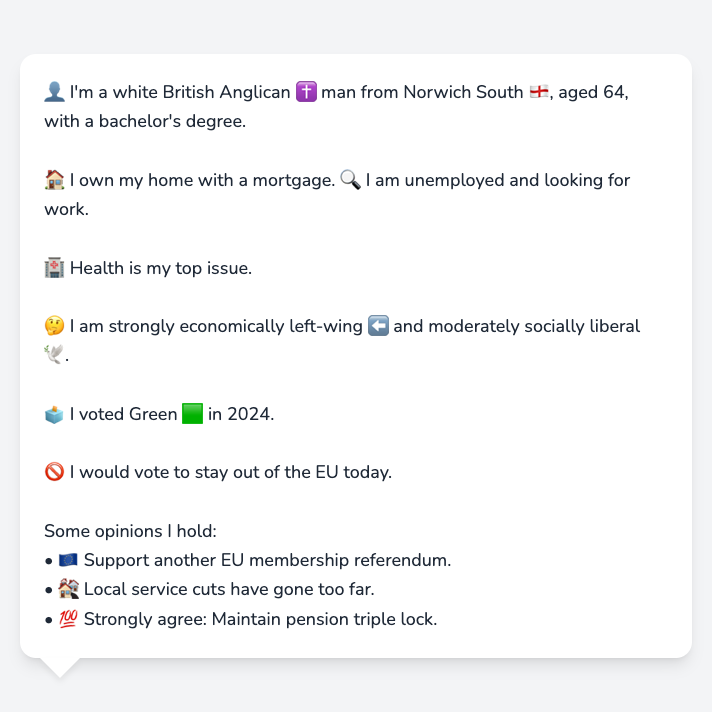 👤 I'm a white British Anglican ✝️ man from Norwich South 🏴󠁧󠁢󠁥󠁮󠁧󠁿, aged 64,
with a bachelor's degree.
🏠 I own my home with a mortgage. 🔍 I am unemployed and looking for
work.
🏥 Health is my top issue.
🤔 I am strongly economically left-wing ⬅️ and moderately socially liberal
🕊️.
🗳️ I voted Green 🟩 in 2024.
🚫 I would vote to stay out of the EU today.
Some opinions I hold:
• 🇪🇺 Support another EU membership referendum.
• 🏘️ Local service cuts have gone too far.
• 💯 Strongly agree: Maintain pension triple lock.